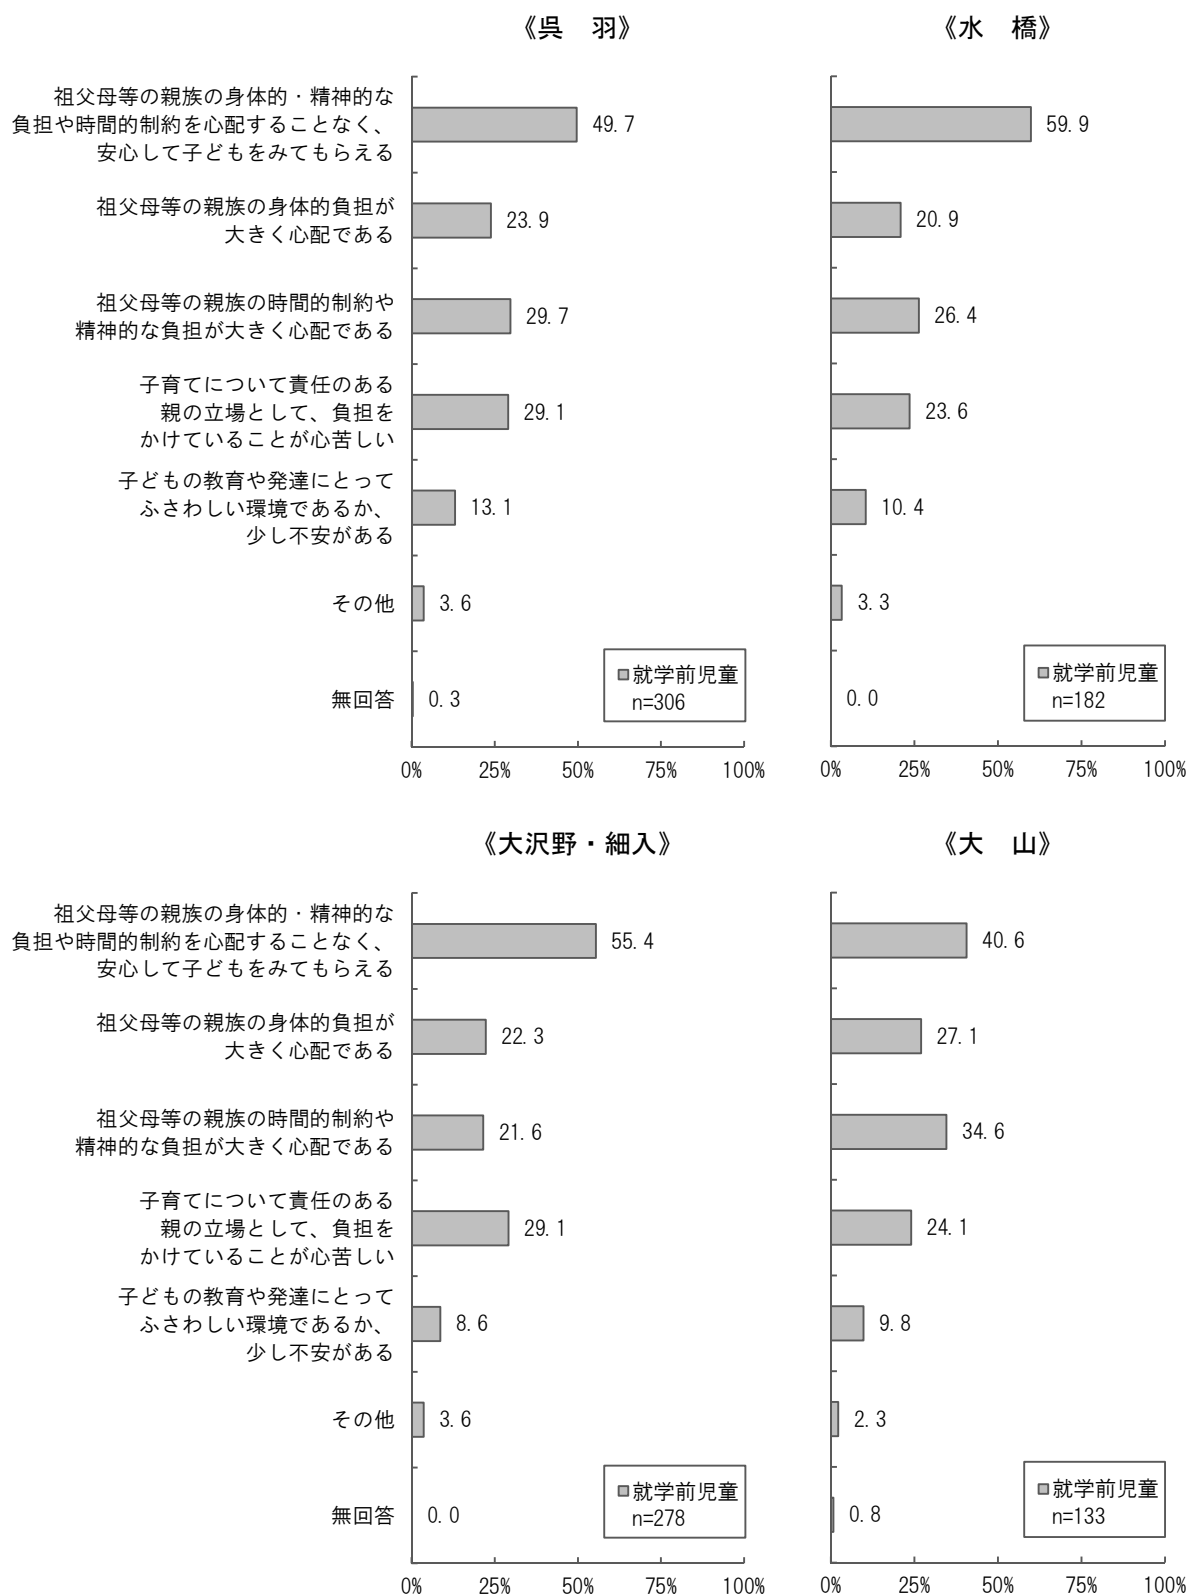 《呉　羽》
祖父母等の親族の身体的・精神的な
負担や時間的制約を心配することなく、
安心して子どもをみてもらえる
49.7
祖父母等の親族の身体的負担が
大きく心配である
23.9
祖父母等の親族の時間的制約や
精神的な負担が大きく心配である
29.7
子育てについて責任のある
親の立場として、負担を
かけていることが心苦しい
29.1
子どもの教育や発達にとって
ふさわしい環境であるか、
少し不安がある
13.1
その他
3.6
無回答
0.3
就学前児童
n=306
0% 25% 50% 75% 100%
《水　橋》
59.9
20.9
26.4
23.6
10.4
3.3
0.0
就学前児童
n=182
0% 25% 50% 75% 100%
《大沢野・細入》
祖父母等の親族の身体的・精神的な
負担や時間的制約を心配することなく、
安心して子どもをみてもらえる
55.4
祖父母等の親族の身体的負担が
大きく心配である
22.3
祖父母等の親族の時間的制約や
精神的な負担が大きく心配である
21.6
子育てについて責任のある
親の立場として、負担を
かけていることが心苦しい
29.1
子どもの教育や発達にとって
ふさわしい環境であるか、
少し不安がある
8.6
その他
3.6
無回答
0.0
就学前児童
n=278
0% 25% 50% 75% 100%
《大　山》
40.6
27.1
34.6
24.1
9.8
2.3
0.8
就学前児童
n=133
0% 25% 50% 75% 100%